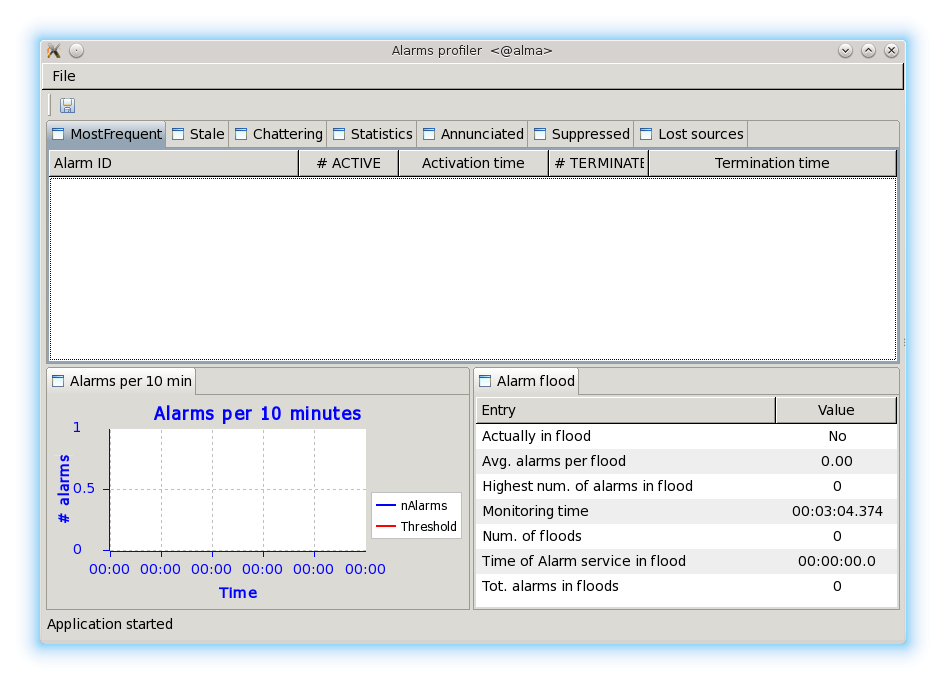 Alarms profiler <@alma>
File
MostFrequent Stale Chattering Statistics Annunciated Suppressed Lost sources
Alarm ID # ACTIVE Activation time # TERMINATE Termination time
Alarms per 10 min
Alarms per 10 minutes
1
0.5
0
# alarms
00:00 00:00 00:00 00:00 00:00 00:00
Time
nAlarms
Threshold
Alarm flood
Entry Value
Actually in flood No
Avg. alarms per flood 0.00
Highest num. of alarms in flood 0
Monitoring time 00:03:04.374
Num. of floods 0
Time of Alarm service in flood 00:00:00.0
Tot. alarms in floods 0
Application started